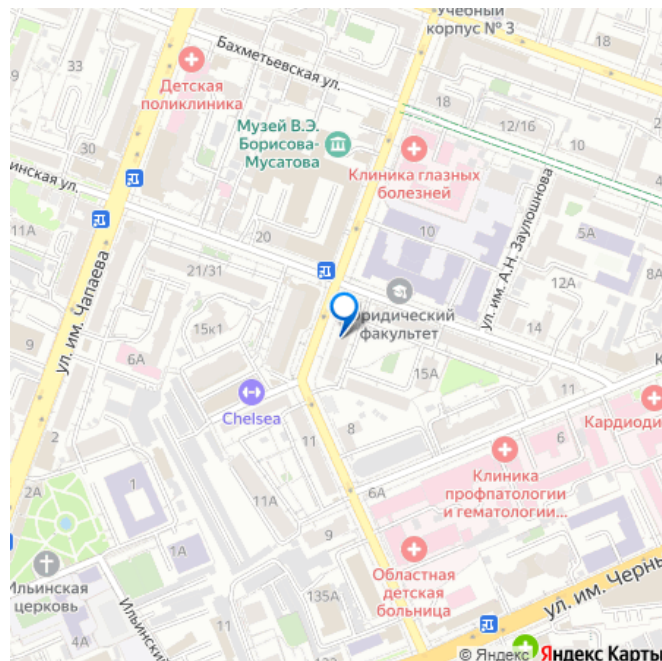 Учебный
корпус № 3
18
Бахметьевская ул.
33
Детская
поликлиника
18
12/16
Музей В.Э.
Борисова-
Мусатова
30
Клиника глазных
болезней
инская ул.
ул. им. А.Н. Заулошнова
11А
20
10
5А
ул. им. Чапаева
21/31
12А
8А
15к1
ридический
факультет
14
9
6А
15А
11
К
Chelsea
Кардиоди
2
11
8
6
Клиника
профпатологии
и гематологии...
2А
1
11А
6А
9
1А
Ильинская
церковь
Областная
детская
больница
135А
ул. им. Черны
4А
Ильинский
© Яндекс Яндекс Карты